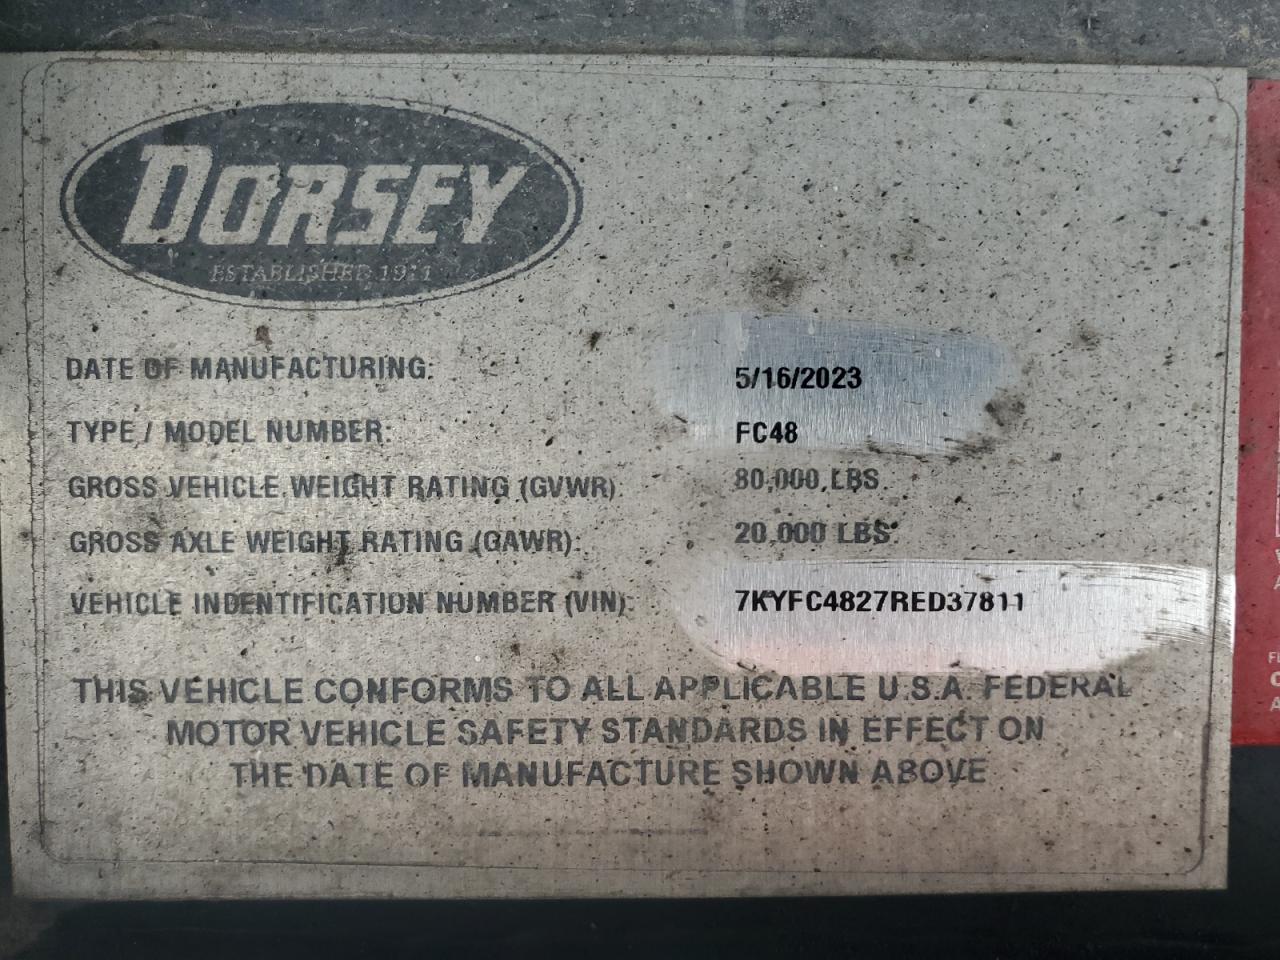 DORSEY
ESTABLISHED 1911
DATE OF MANUFACTURING: 5/16/2023
TYPE / MODEL NUMBER: FC48
GROSS VEHICLE WEIGHT RATING (GVWR): 80,000 LBS.
GROSS AXLE WEIGHT RATING (GAWR): 20,000 LBS.
VEHICLE INDENTIFICATION NUMBER (VIN): 7KYFC4827RED37811
THIS VEHICLE CONFORMS TO ALL APPLICABLE U.S.A. FEDERAL
MOTOR VEHICLE SAFETY STANDARDS IN EFFECT ON
THE DATE OF MANUFACTURE SHOWN ABOVE